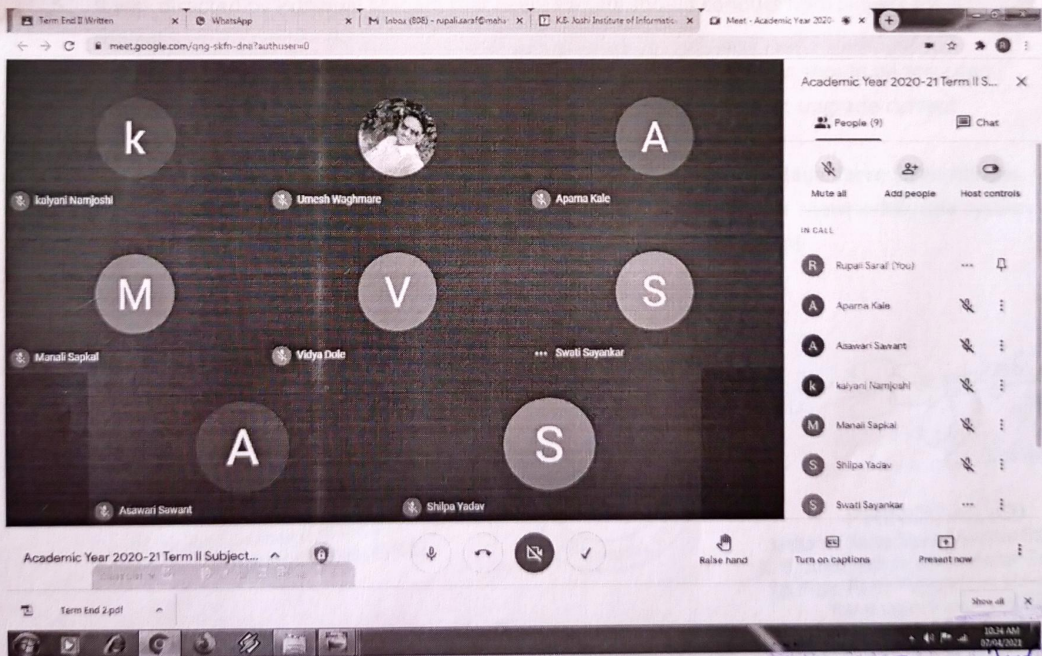 Term End II Written
WhatsApp
Inbox (808) - rupali.saraf@maha
K.B. Joshi Institute of Informatic
Meet - Academic Year 2020-
meet.google.com/qng-skfn-dna?authuser=0
R
k
kalyani Namjoshi
Umesh Waghmare
A
Aparna Kale
M
Manali Sapkal
V
Vidya Dole
S
Swati Sayankar
A
Asawari Sawant
S
Shilpa Yadav
Academic Year 2020-21 Term II S...
People (9)
Chat
Mute all
Add people
Host controls
IN CALL
R Rupali Saraf (You)
A Aparna Kale
A Asawari Sawant
k kalyani Namjoshi
M Manali Sapkal
S Shilpa Yadav
S Swati Sayankar
Academic Year 2020-21 Term II Subject...
Raise hand
Turn on captions
Present now
Term End 2.pdf
Show all
10:34 AM
07/04/2021